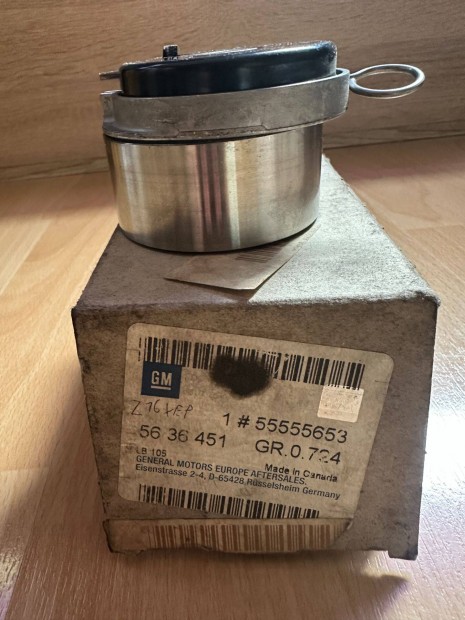 GM
Z16XEP
1 # 55555653
56 36 451 GR.0.724
LB 105 Made in Canada
GENERAL MOTORS EUROPE AFTERSALES.
Eisenstrasse 2-4, D-65428 Rüsselsheim Germany